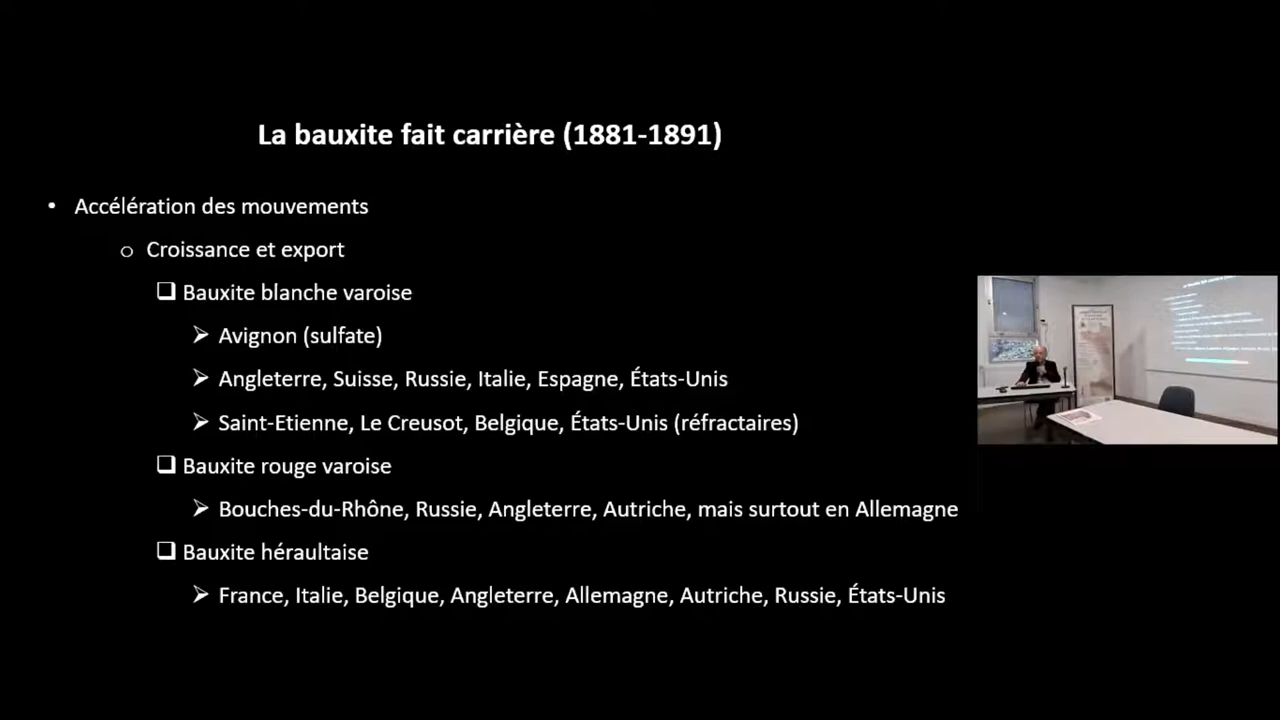 La bauxite fait carrière (1881-1891)
• Accélération des mouvements
o Croissance et export
❑ Bauxite blanche varoise
➢ Avignon (sulfate)
➢ Angleterre, Suisse, Russie, Italie, Espagne, États-Unis
➢ Saint-Etienne, Le Creusot, Belgique, États-Unis (réfractaires)
❑ Bauxite rouge varoise
➢ Bouches-du-Rhône, Russie, Angleterre, Autriche, mais surtout en Allemagne
❑ Bauxite héraultaise
➢ France, Italie, Belgique, Angleterre, Allemagne, Autriche, Russie, États-Unis